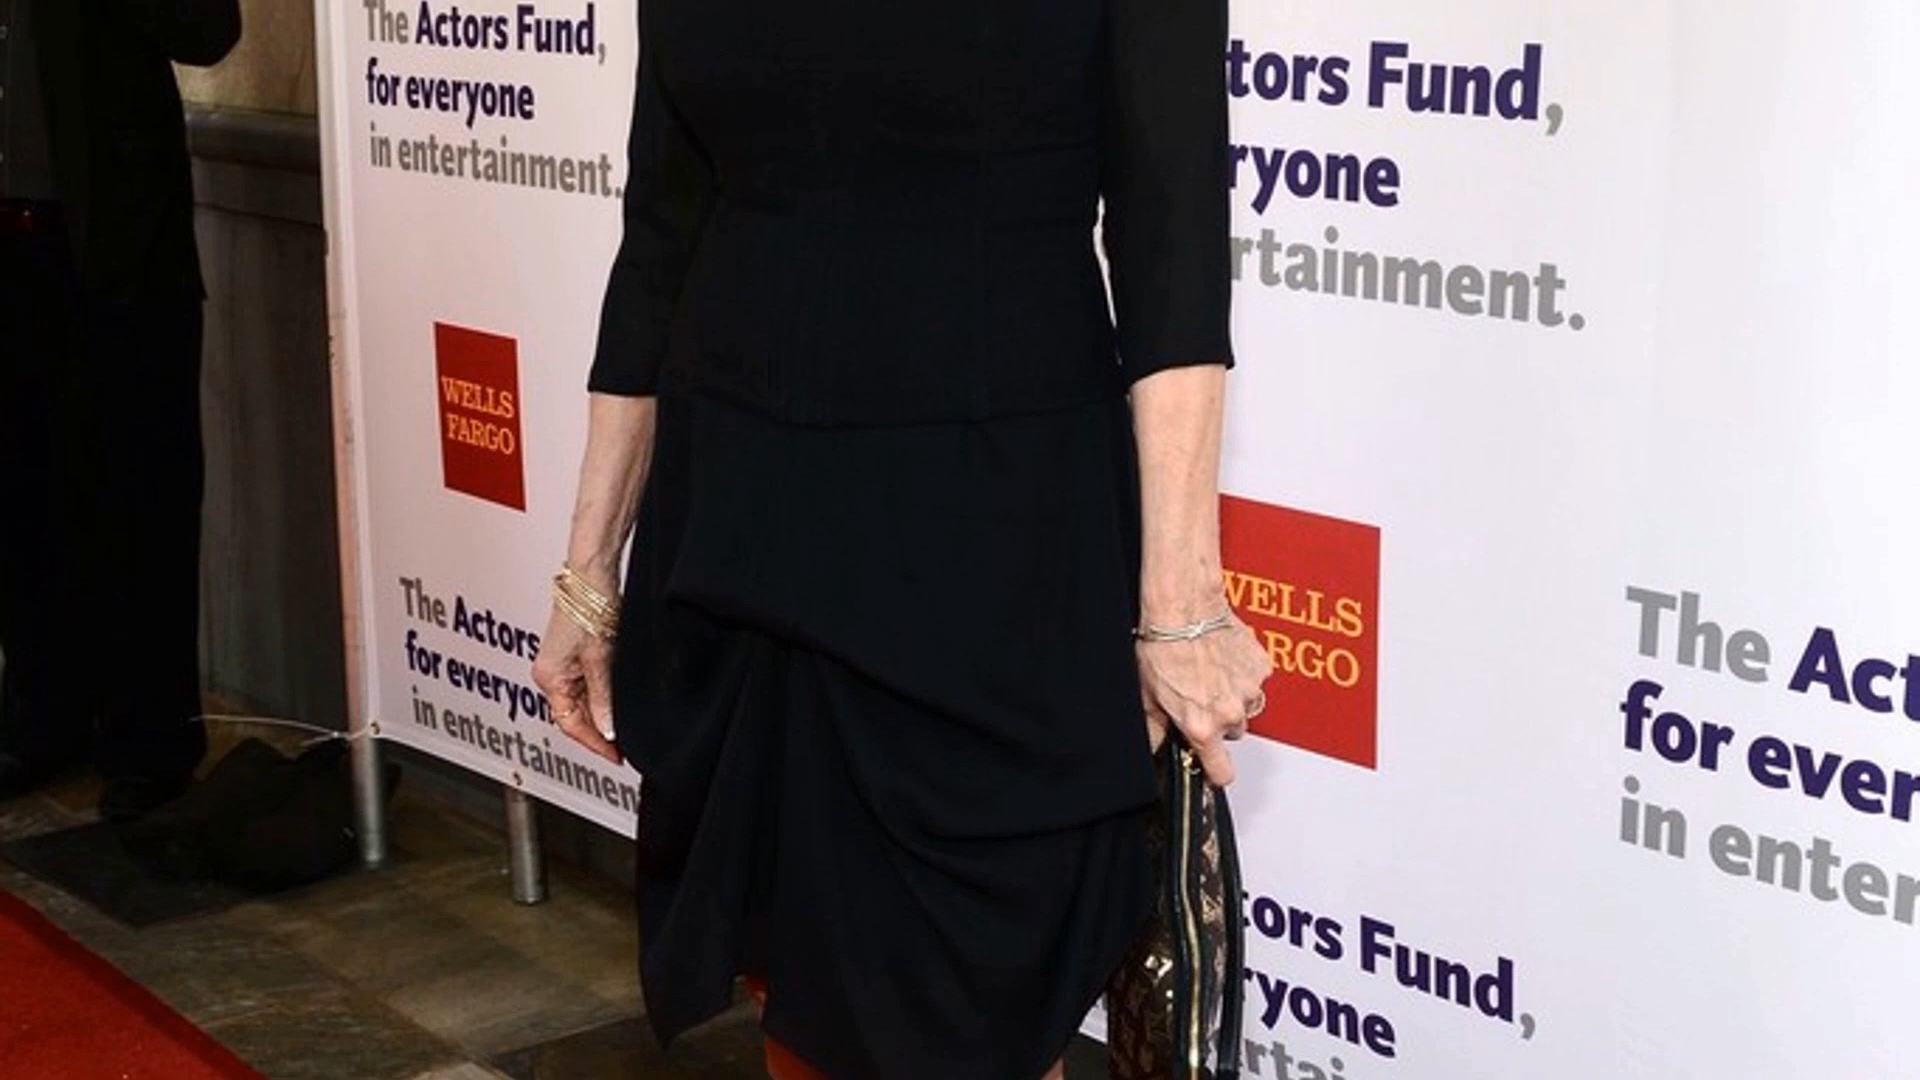 The Actors Fund,
for everyone
in entertainment.
WELLS
FARGO
The Actors
for everyon
in entertainmen
tors Fund,
ryone
rtainment.
WELLS
ARGO
The Act
for ever
in enter
tors Fund,
ryone
rtai